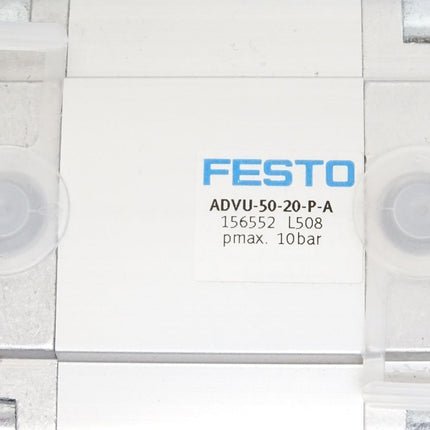 FESTO
ADVU-50-20-P-A
156552 L508
pmax. 10bar